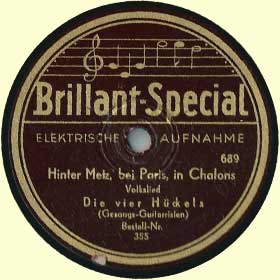 Brillant-Special
ELEKTRISCHE AUFNAHME
689
Hinter Metz, bei Paris, in Chalons
Volkslied
Die vier Hückels
(Gesangs-Guitarristen)
Bestell-Nr.
355